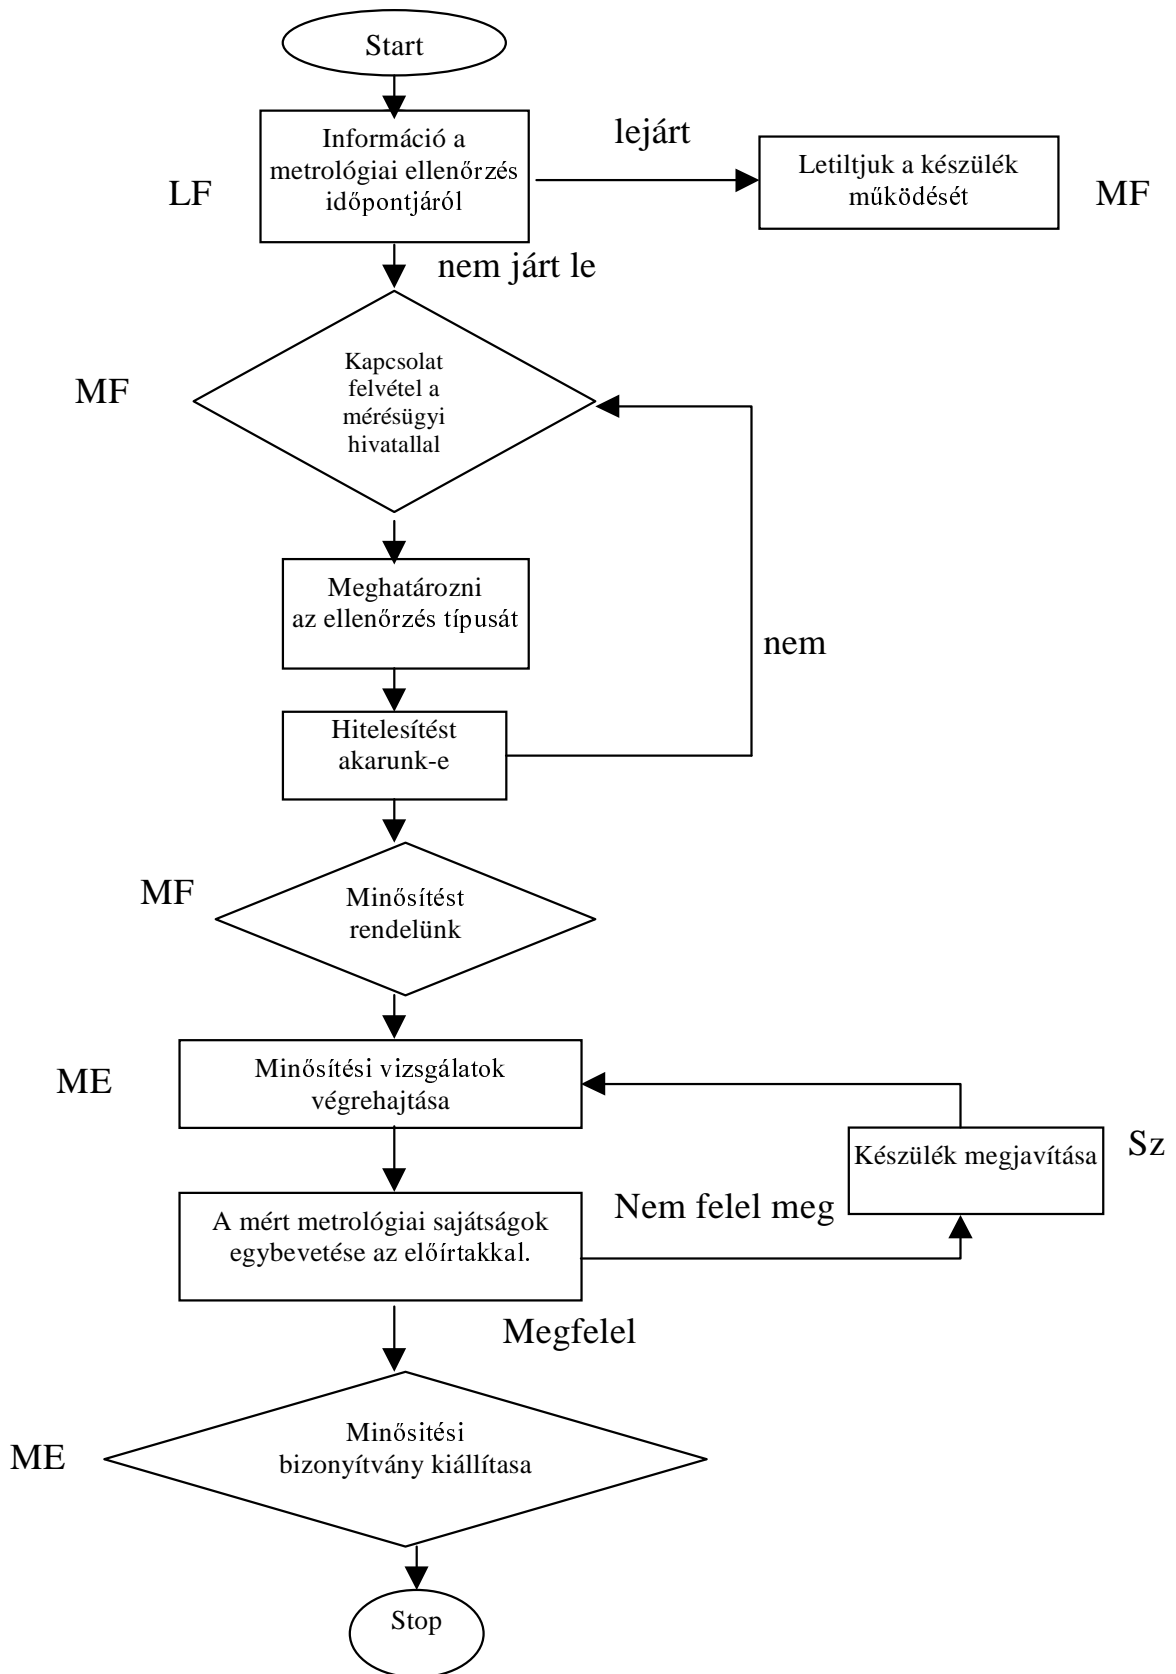 Start
Információ a
metrológiai ellenőrzés
időpontjáról
lejárt
Letiltjuk a készülék
működését
LF
MF
nem járt le
Kapcsolat
felvétel a
mérésügyi
hivatallal
MF
Meghatározni
az ellenőrzés típusát
nem
Hitelesítést
akarunk-e
MF
Minősítést
rendelünk
ME
Minősítési vizsgálatok
végrehajtása
Készülék megjavítása
Sz
Nem felel meg
A mért metrológiai sajátságok
egybevetése az előírtakkal.
Megfelel
Minősitési
bizonyítvány kiállítasa
ME
Stop